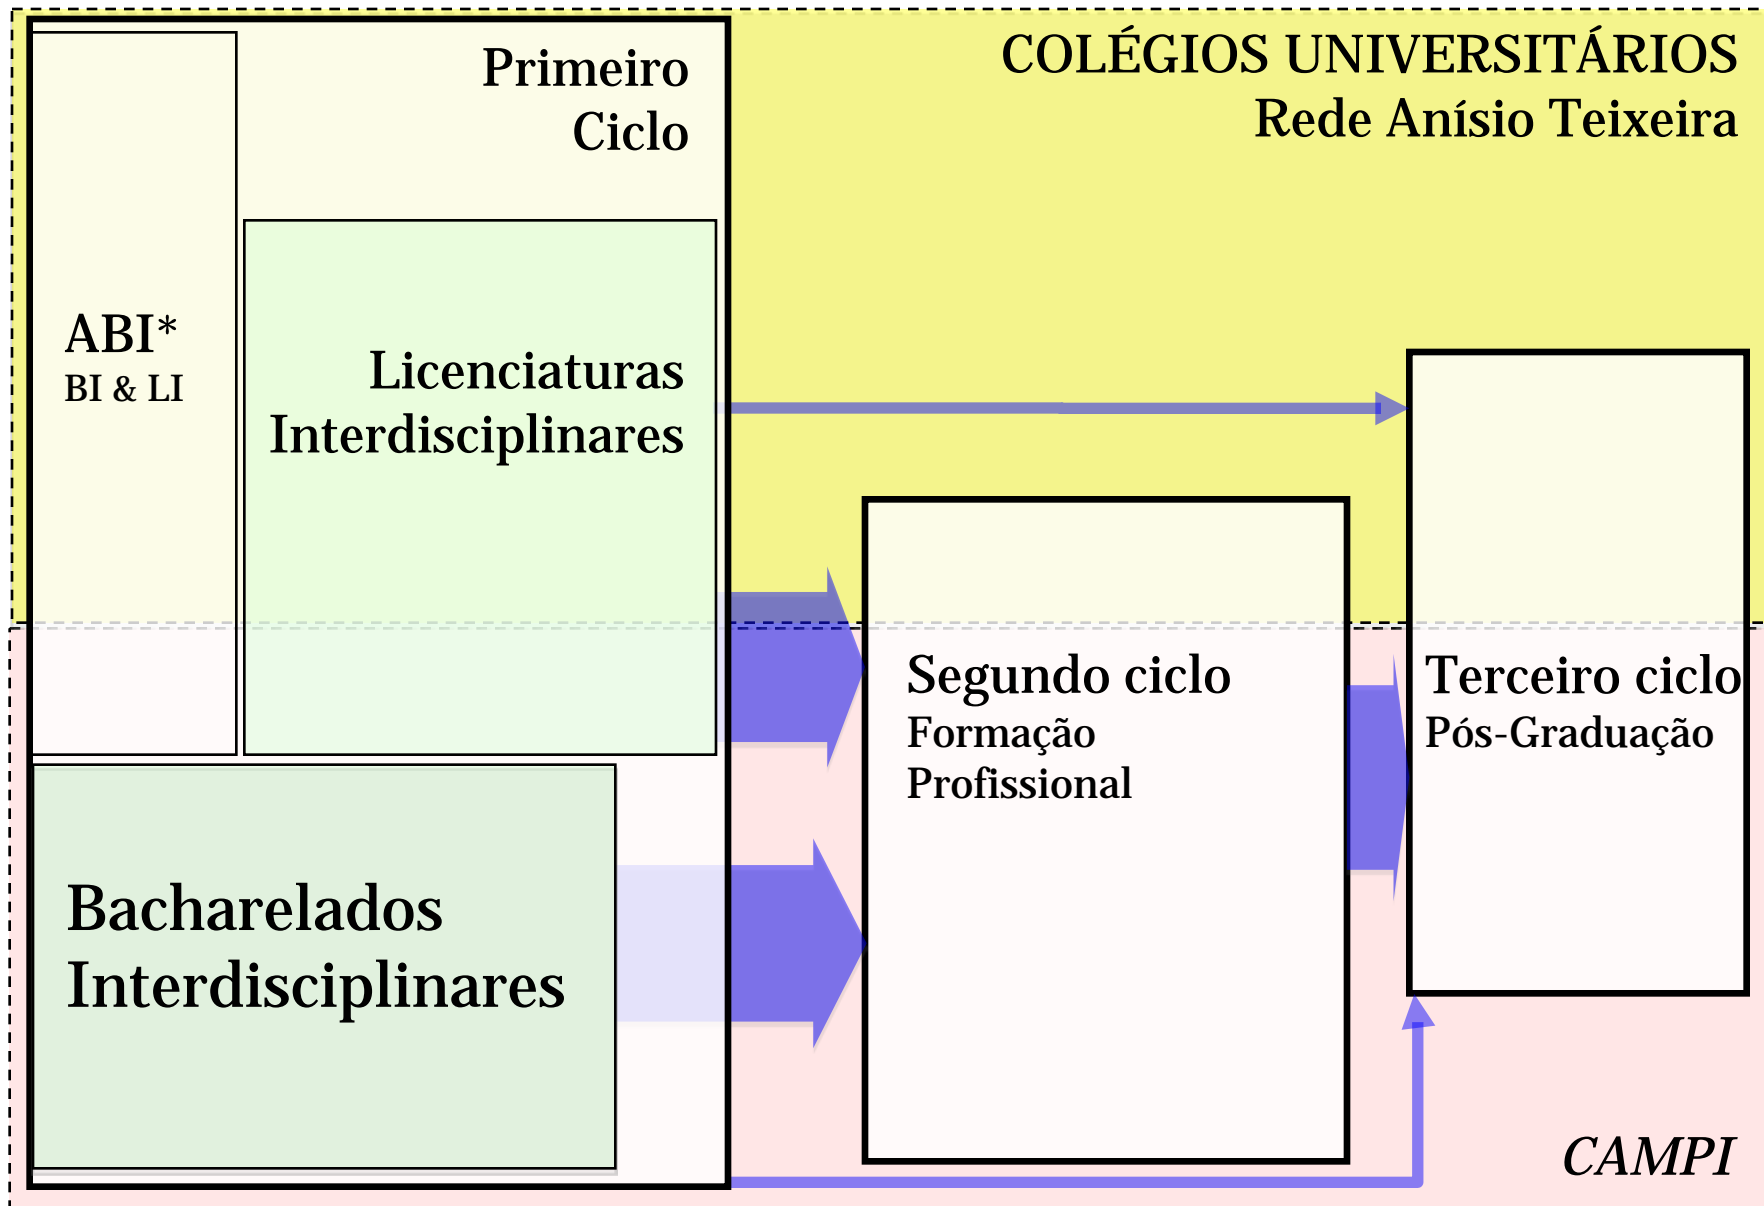 Primeiro
Ciclo
COLÉGIOS UNIVERSITÁRIOS
Rede Anísio Teixeira
ABI*
BI & LI
Licenciaturas
Interdisciplinares
Segundo ciclo
Formação
Profissional
Terceiro ciclo
Pós-Graduação
Bacharelados
Interdisciplinares
CAMPI